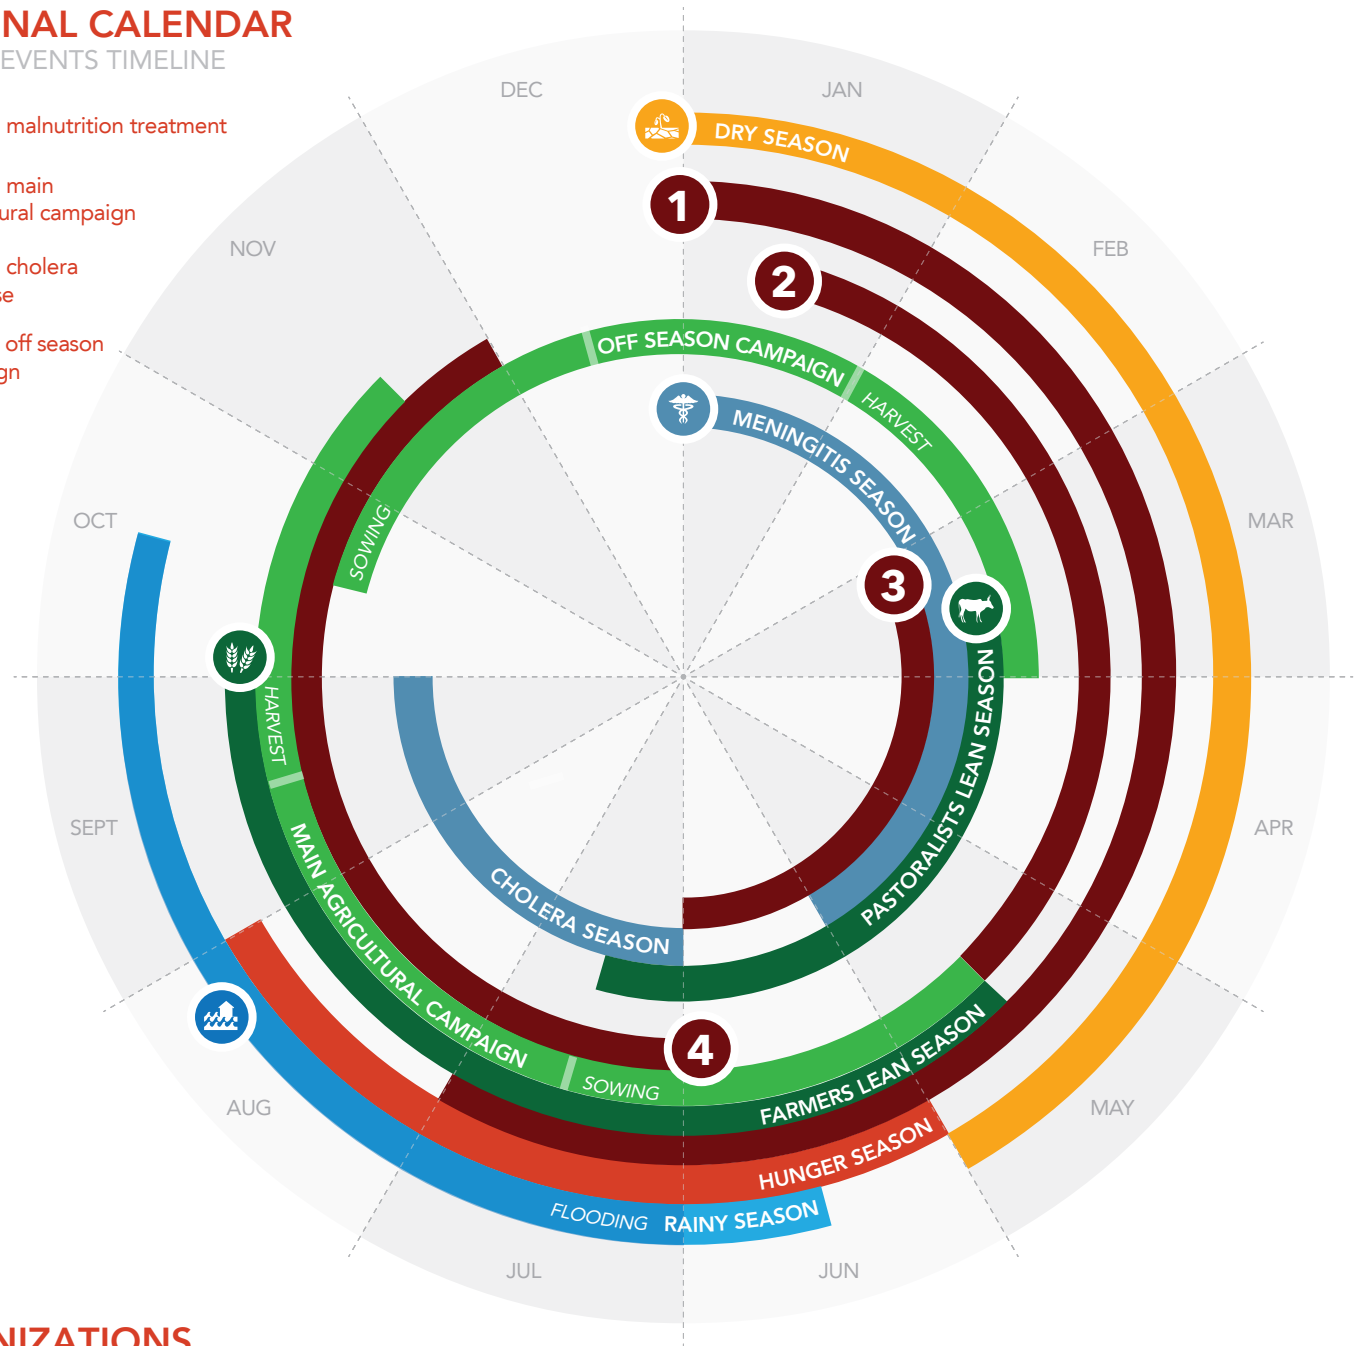 NAL CALENDAR
EVENTS TIMELINE
malnutrition treatment
main
ural campaign
cholera
se
off season
gn
DEC
JAN
NOV
FEB
OCT
MAR
SEPT
APR
AUG
MAY
JUL
JUN
DRY SEASON
1
2
OFF SEASON CAMPAIGN
HARVEST
MENINGITIS SEASON
SOWING
3
PASTORALISTS LEAN SEASON
HARVEST
MAIN AGRICULTURAL CAMPAIGN
SOWING
CHOLERA SEASON
4
FARMERS LEAN SEASON
HUNGER SEASON
FLOODING
RAINY SEASON
NIZATIONS